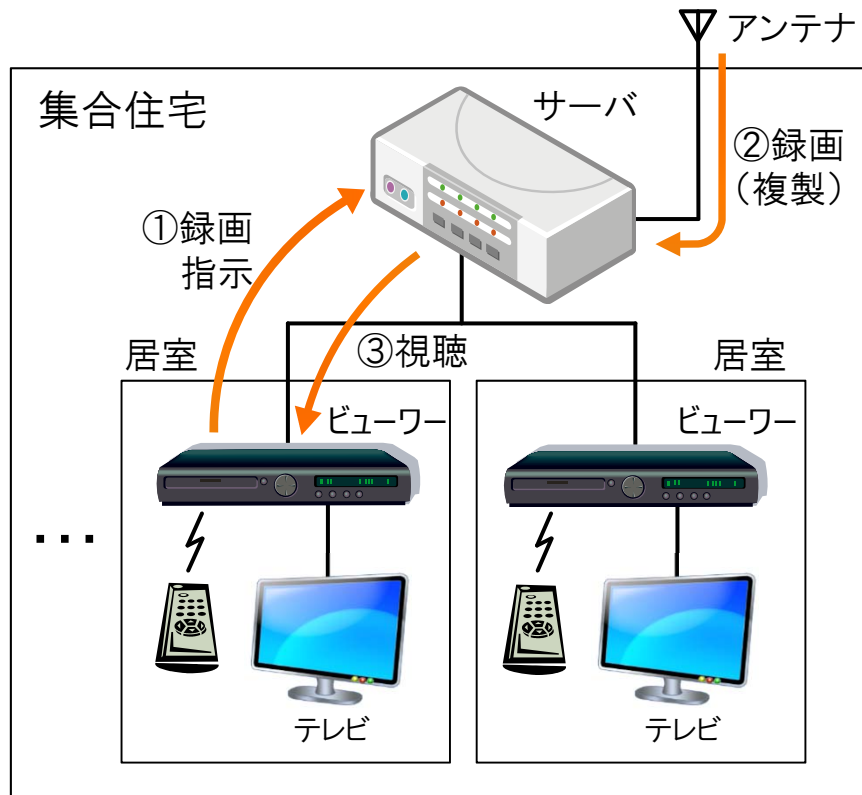 アンテナ
集合住宅
サーバ
②録画
（複製）
①録画
指示
③視聴
居室
居室
ビューワー
ビューワー
…
テレビ
テレビ